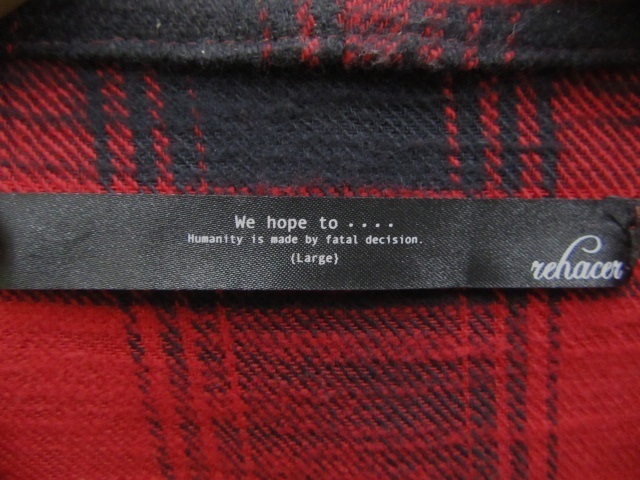 We hope to ....
Humanity is made by fatal decision.
(Large)
rehacer